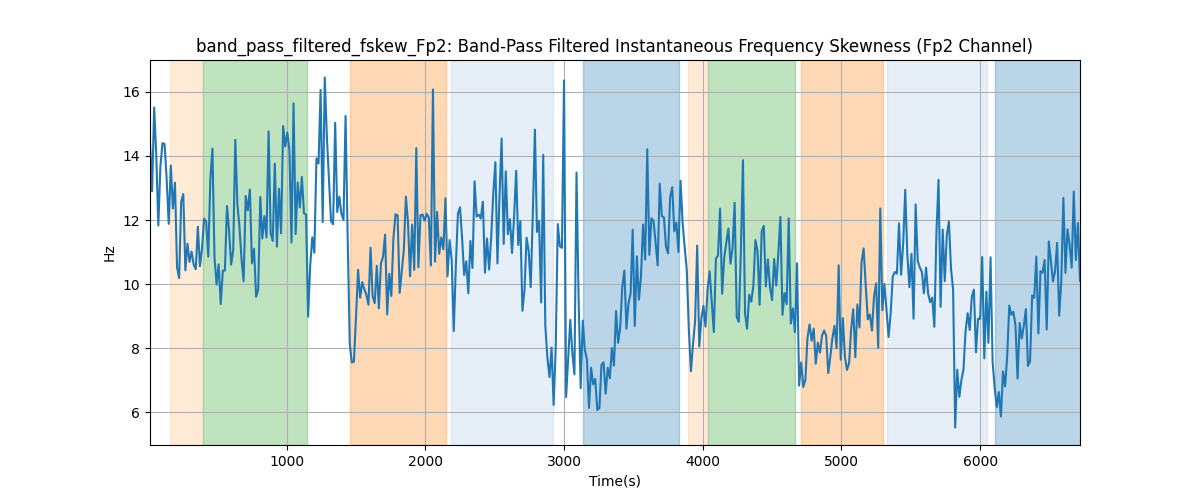 band_pass_filtered_fskew_Fp2: Band-Pass Filtered Instantaneous Frequency Skewness (Fp2 Channel)
16
14
12
10
8
6
Hz
1000 2000 3000 4000 5000 6000
Time(s)